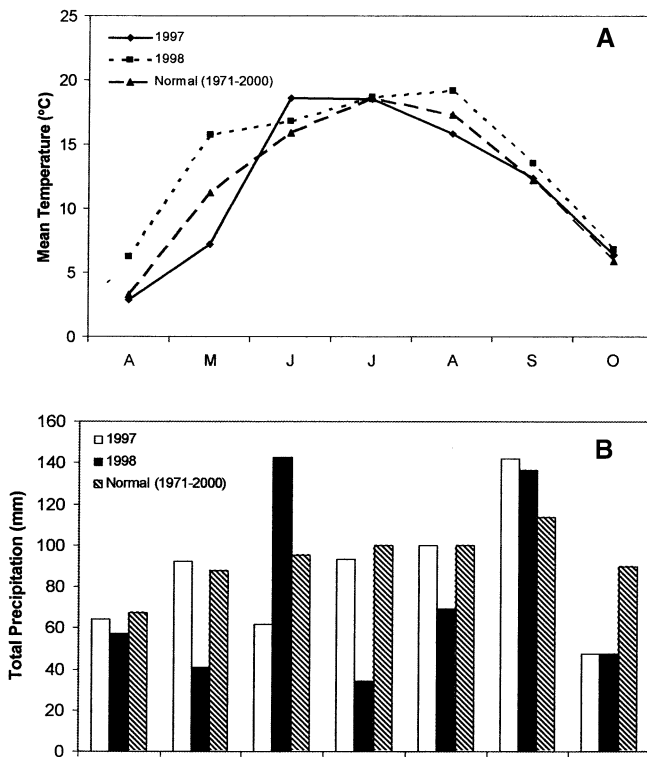 25
1997
A
1998
20
Normal (1971-2000)
15
10
5
0
Mean Temperature (°C)
A M J J A S O
160
1997
B
1998
140
Normal (1971-2000)
120
100
80
60
40
20
0
Total Precipitation (mm)